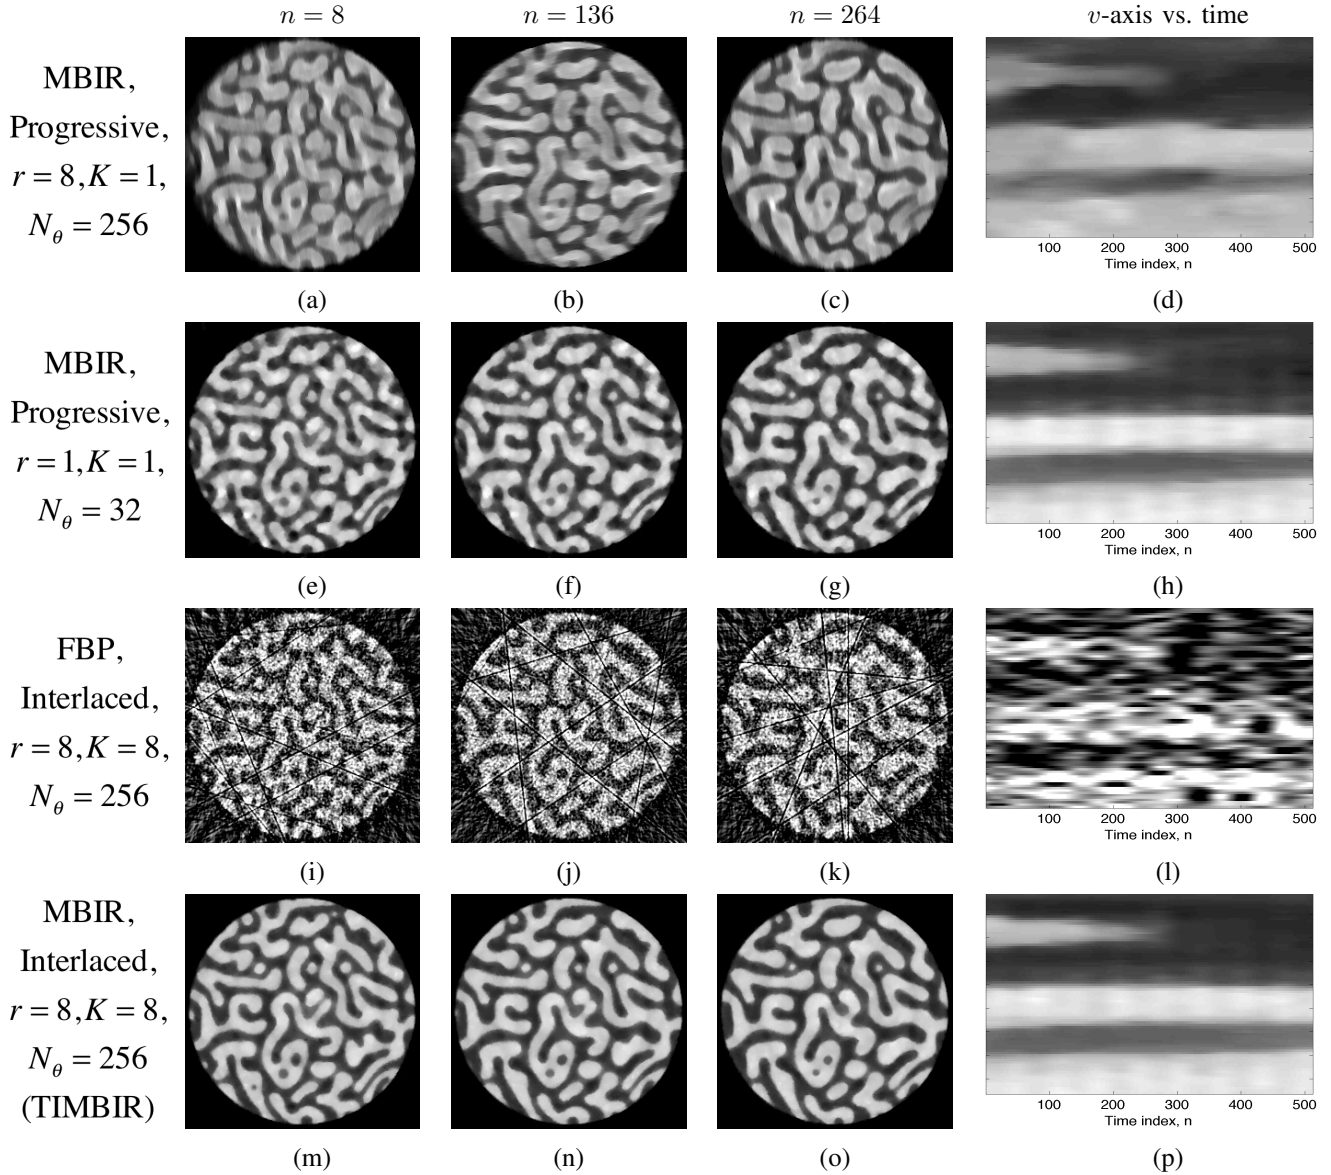 n = 8
n = 136
n = 264
v-axis vs. time
MBIR,
Progressive,
r = 8, K = 1,
N_θ = 256
100 200 300 400 500
Time index, n
(a)
(b)
(c)
(d)
MBIR,
Progressive,
r = 1, K = 1,
N_θ = 32
100 200 300 400 500
Time index, n
(e)
(f)
(g)
(h)
FBP,
Interlaced,
r = 8, K = 8,
N_θ = 256
100 200 300 400 500
Time index, n
(i)
(j)
(k)
(l)
MBIR,
Interlaced,
r = 8, K = 8,
N_θ = 256
(TIMBIR)
100 200 300 400 500
Time index, n
(m)
(n)
(o)
(p)